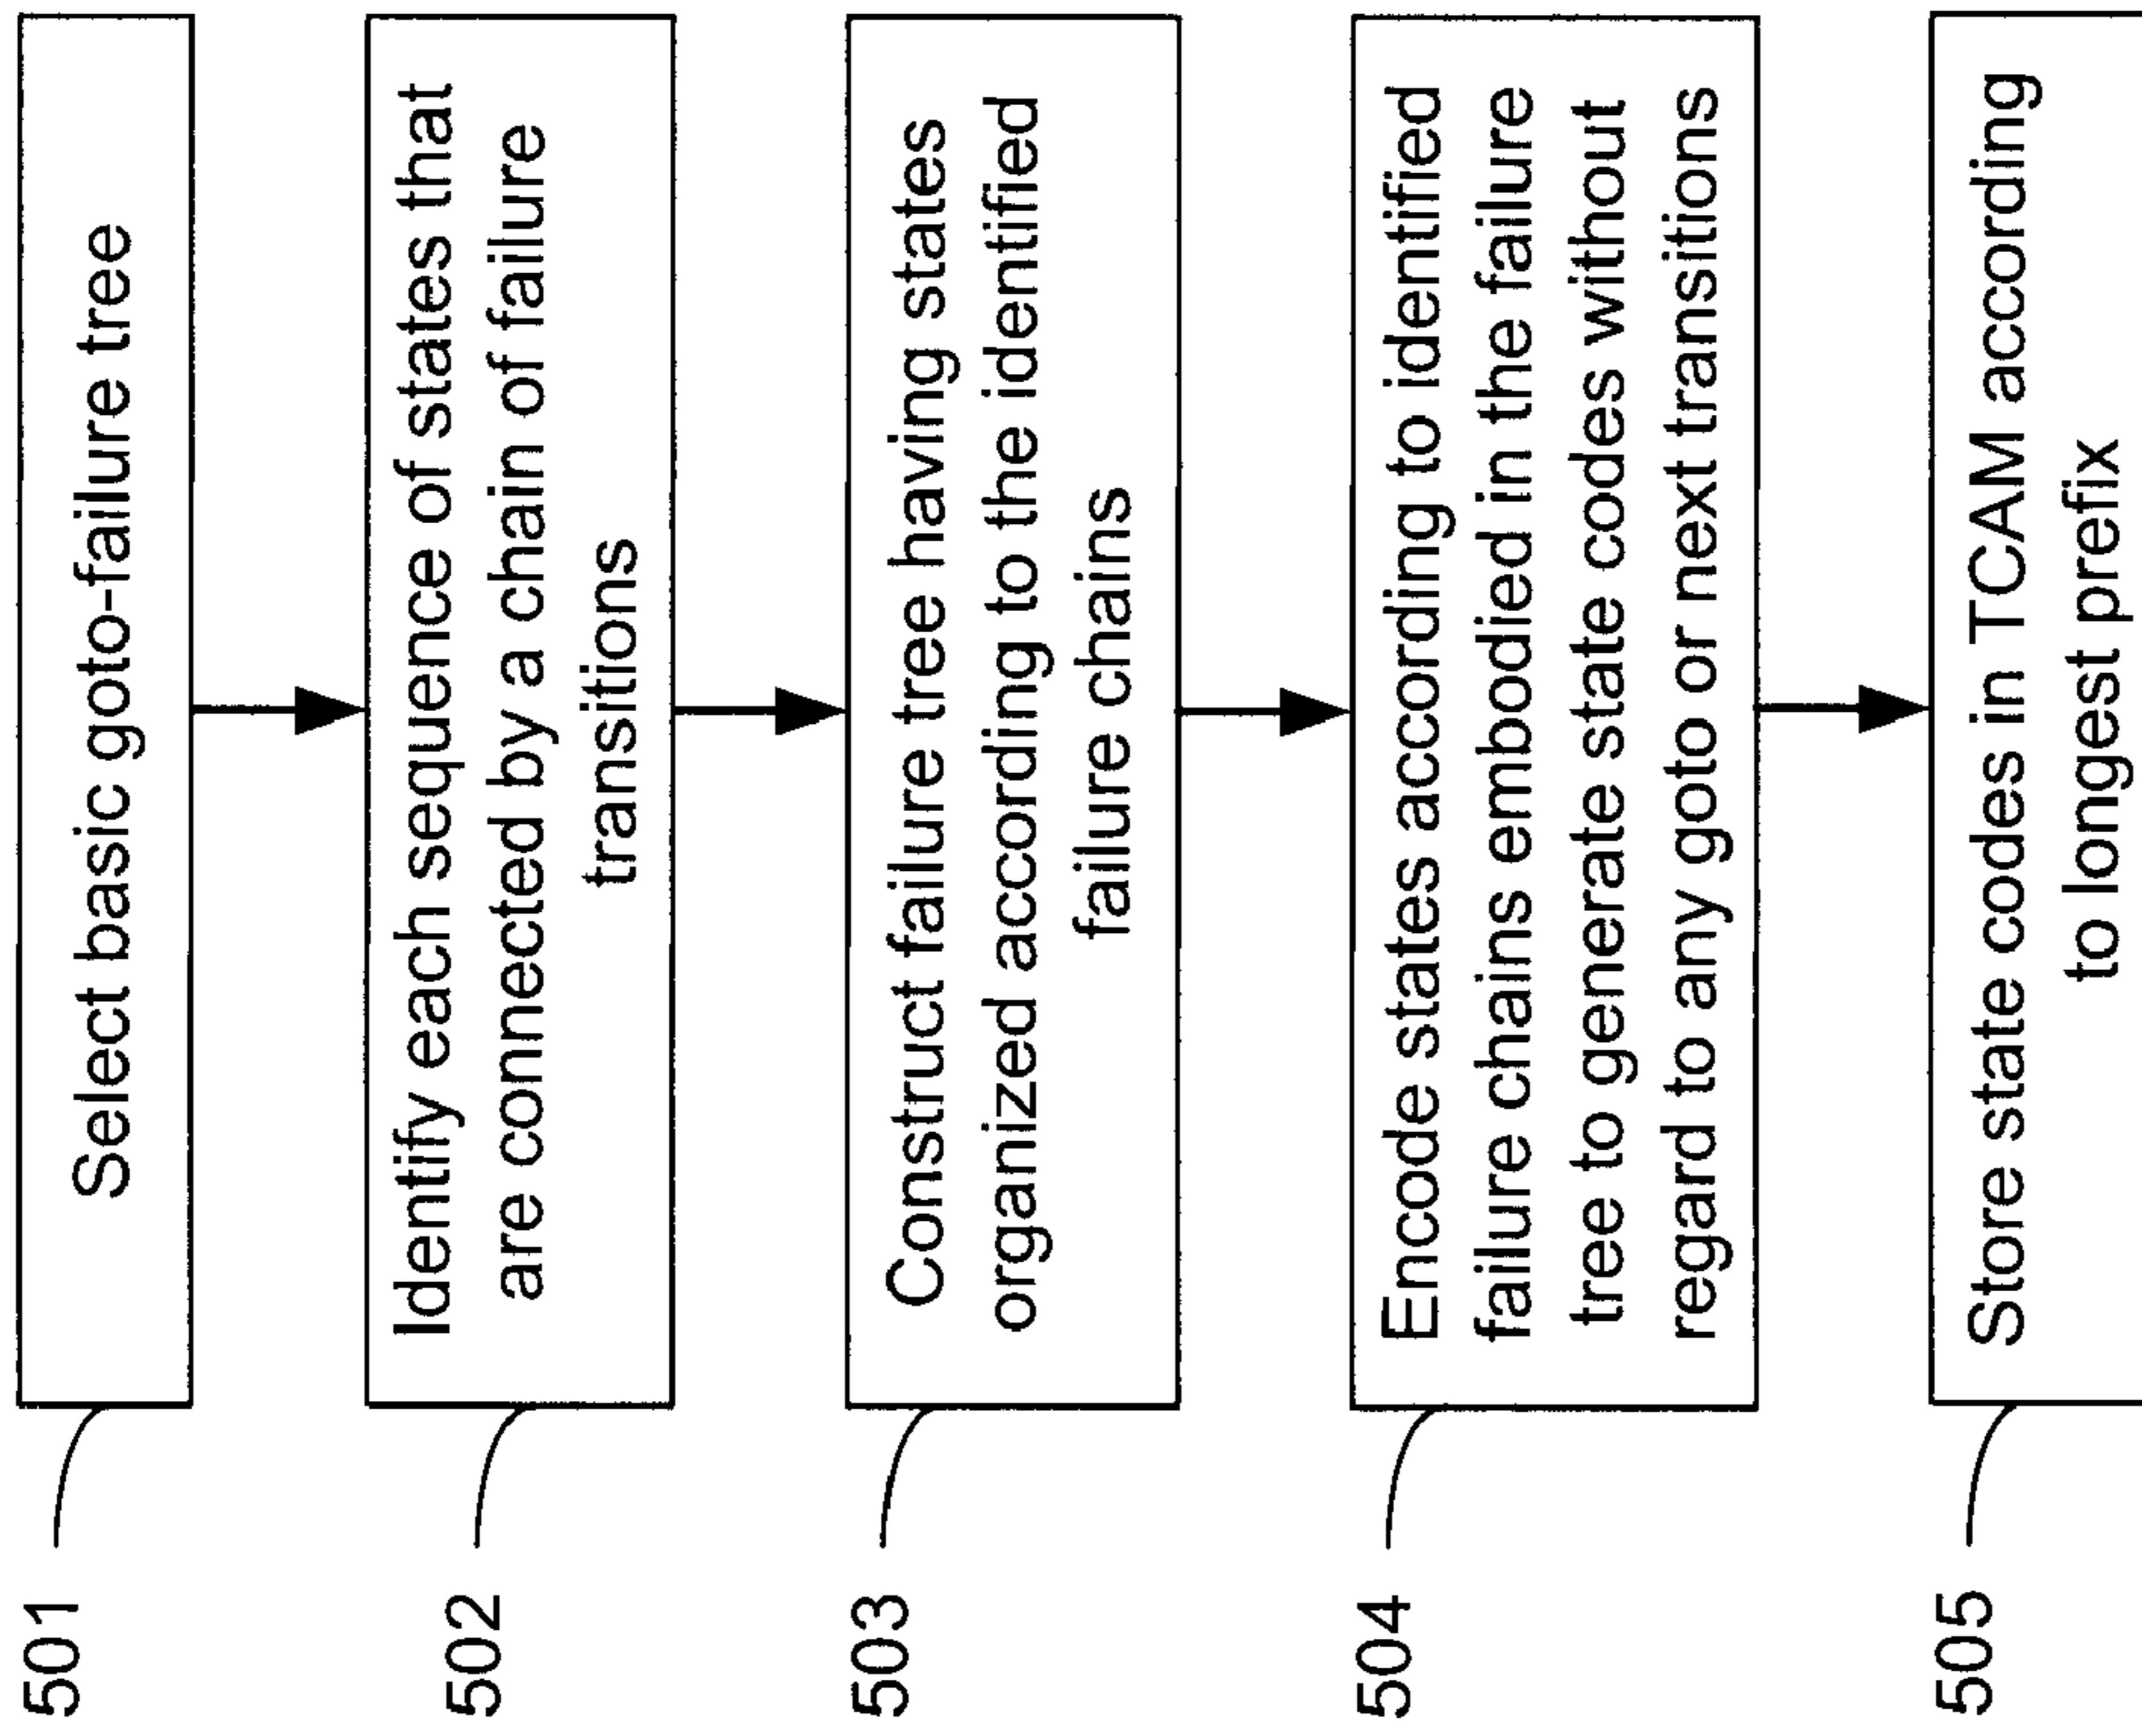 501
Select basic goto-failure tree
502
Identify each sequence of states that
are connected by a chain of failure
transitions
503
Construct failure tree having states
organized according to the identified
failure chains
504
Encode states according to identified
failure chains embodied in the failure
tree to generate state codes without
regard to any goto or next transitions
505
Store state codes in TCAM according
to longest prefix